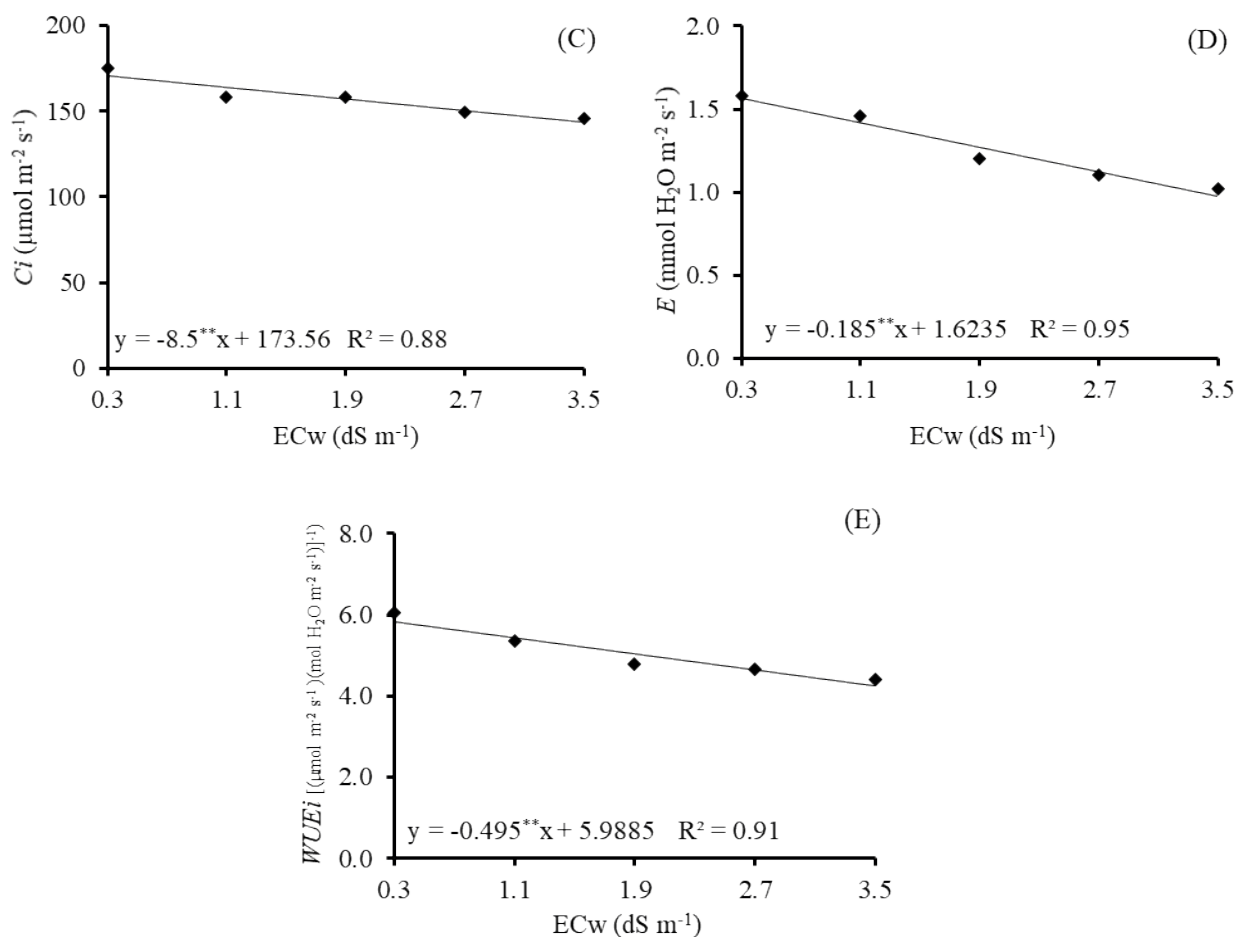 (C)
200
150
100
50
0
Ci (μmol m⁻² s⁻¹)
y = -8.5**x + 173.56 R² = 0.88
0.3 1.1 1.9 2.7 3.5
ECw (dS m⁻¹)
(D)
2.0
1.5
1.0
0.5
0.0
E (mmol H₂O m⁻² s⁻¹)
y = -0.185**x + 1.6235 R² = 0.95
0.3 1.1 1.9 2.7 3.5
ECw (dS m⁻¹)
(E)
8.0
6.0
4.0
2.0
0.0
WUEi [(μmol m⁻² s⁻¹)(mol H₂O m⁻² s⁻¹)]⁻¹)
y = -0.495**x + 5.9885 R² = 0.91
0.3 1.1 1.9 2.7 3.5
ECw (dS m⁻¹)